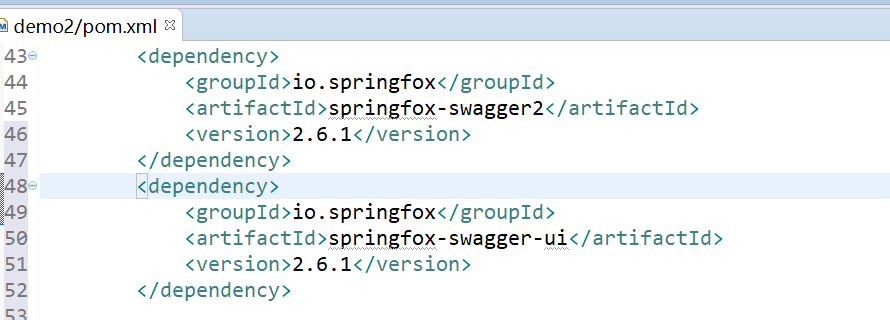 demo2/pom.xml
43 <dependency>
44 <groupId>io.springfox</groupId>
45 <artifactId>springfox-swagger2</artifactId>
46 <version>2.6.1</version>
47 </dependency>
48 <dependency>
49 <groupId>io.springfox</groupId>
50 <artifactId>springfox-swagger-ui</artifactId>
51 <version>2.6.1</version>
52 </dependency>
53